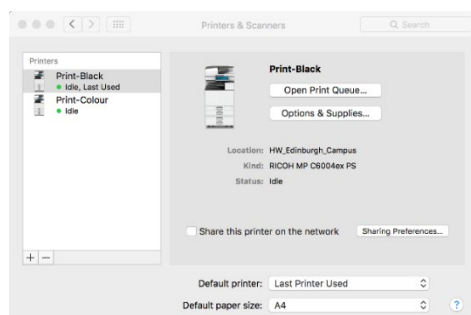 Printers & Scanners
Search
Printers
Print-Black
Idle, Last Used
Print-Colour
Idle
Print-Black
Open Print Queue...
Options & Supplies...
Location: HW_Edinburgh_Campus
Kind: RICOH MP C6004ex PS
Status: Idle
Share this printer on the network
Sharing Preferences...
+ −
Default printer: Last Printer Used
Default paper size: A4
?